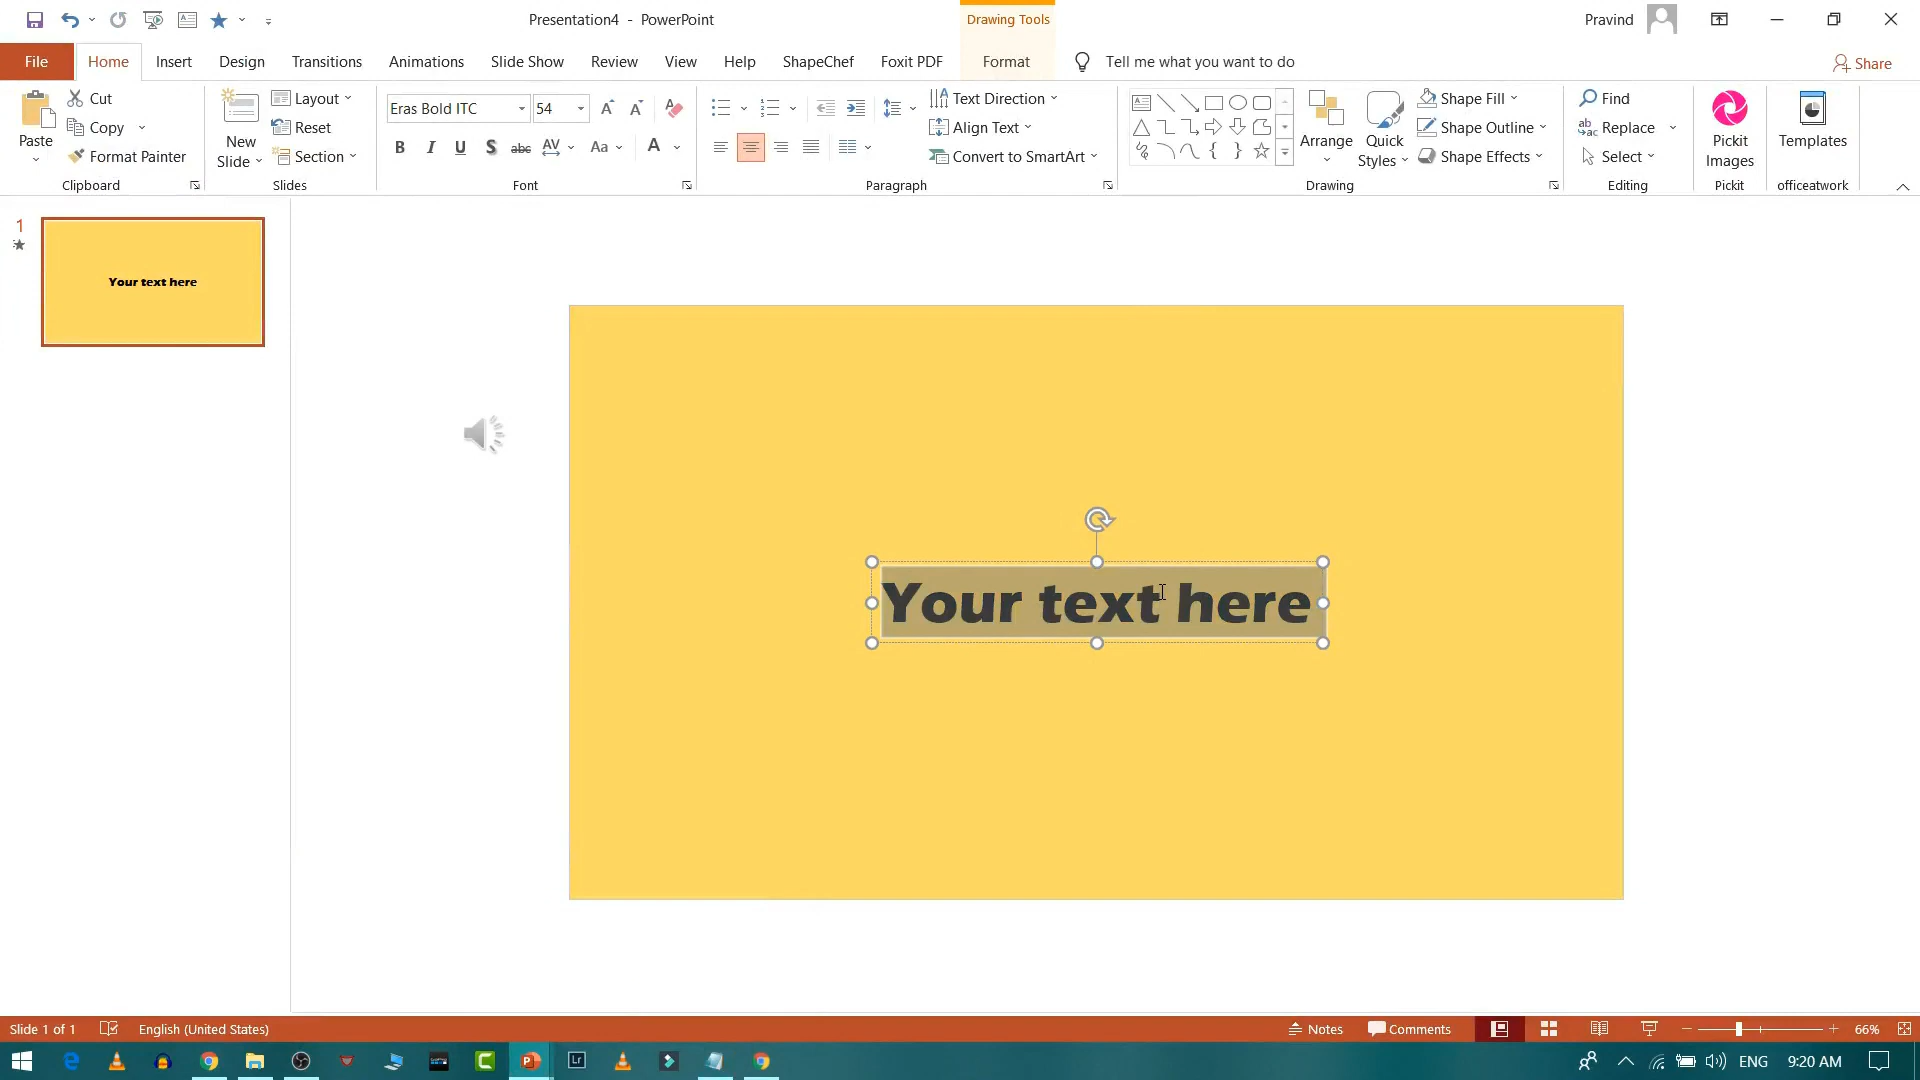 Presentation4 - PowerPoint
Drawing Tools
Pravind
File Home Insert Design Transitions Animations Slide Show Review View Help ShapeChef Foxit PDF Format Tell me what you want to do Share
Paste
Cut
Copy
Format Painter
Clipboard
New Slide
Layout
Reset
Section
Slides
Eras Bold ITC 54
B I U S abc AV Aa A
Font
Text Direction
Align Text
Convert to SmartArt
Paragraph
Arrange
Quick Styles
Shape Fill
Shape Outline
Shape Effects
Drawing
Find
Replace
Select
Editing
Pickit Images
Pickit
Templates
officeatwork
1
Your text here
Your text here
Slide 1 of 1 English (United States) Notes Comments 66%
ENG 9:20 AM